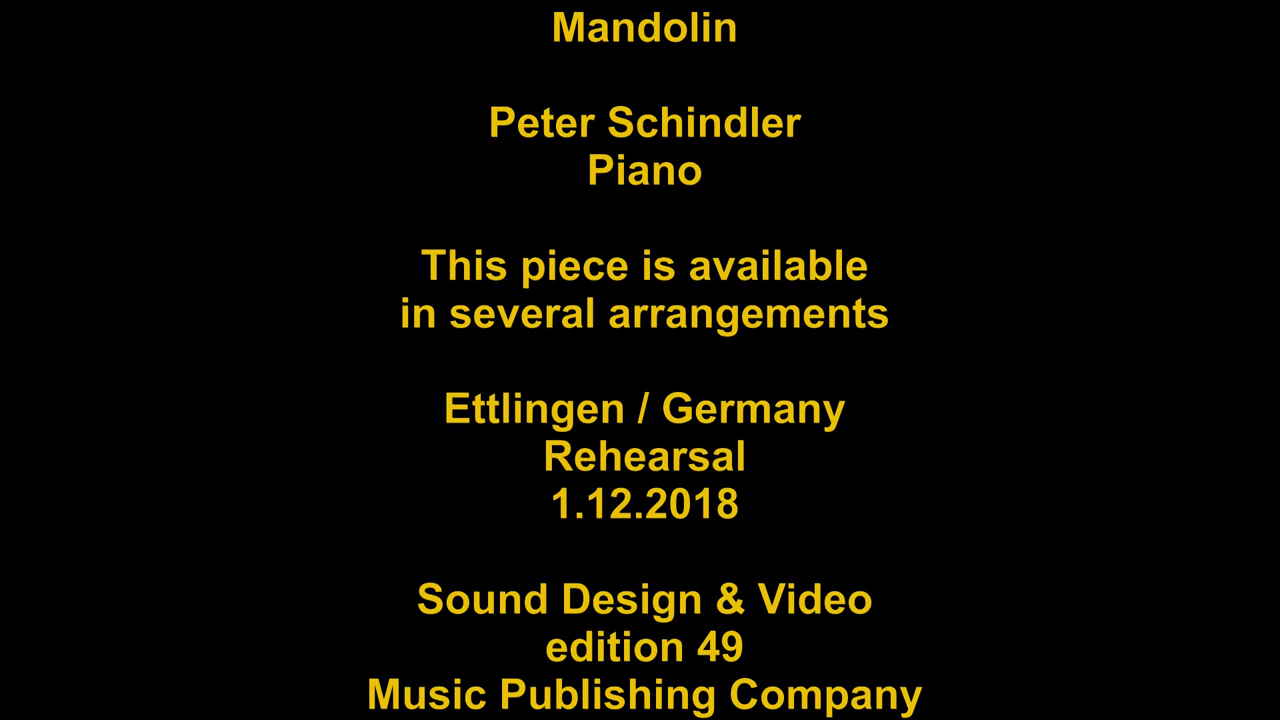 Mandolin
Peter Schindler
Piano
This piece is available
in several arrangements
Ettlingen / Germany
Rehearsal
1.12.2018
Sound Design & Video
edition 49
Music Publishing Company